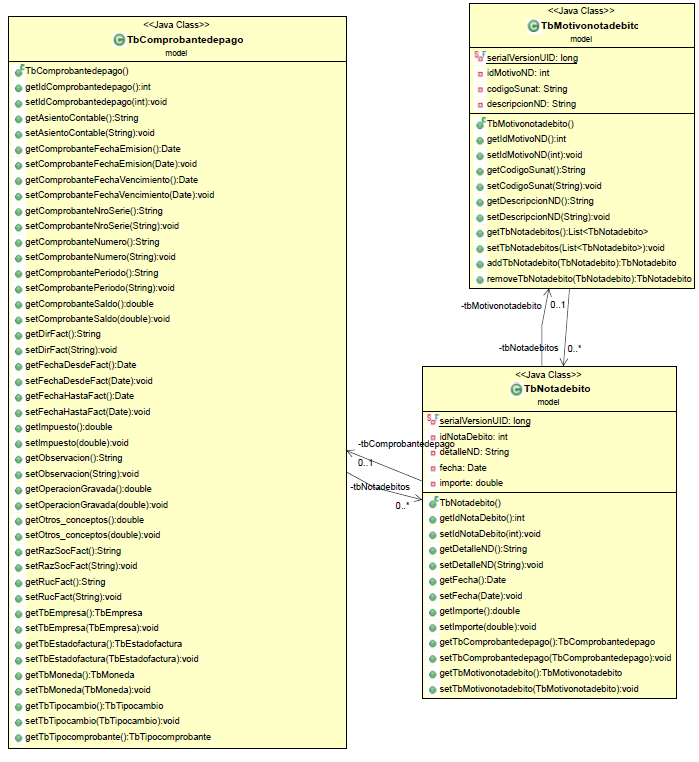 <<Java Class>>
TbComprobantedepago
model
TbComprobantedepago()
getIdComprobantedepago():int
setIdComprobantedepago(int):void
getAsientoContable():String
setAsientoContable(String):void
getComprobanteFechaEmision():Date
setComprobanteFechaEmision(Date):void
getComprobanteFechaVencimiento():Date
setComprobanteFechaVencimiento(Date):void
getComprobanteNroSerie():String
setComprobanteNroSerie(String):void
getComprobanteNumero():String
setComprobanteNumero(String):void
getComprobantePeriodo():String
setComprobantePeriodo(String):void
getComprobanteSaldo():double
setComprobanteSaldo(double):void
getDirFact():String
setDirFact(String):void
getFechaDesdeFact():Date
setFechaDesdeFact(Date):void
getFechaHastaFact():Date
setFechaHastaFact(Date):void
getImpuesto():double
setImpuesto(double):void
getObservacion():String
setObservacion(String):void
getOperacionGravada():double
setOperacionGravada(double):void
getOtros_conceptos():double
setOtros_conceptos(double):void
getRazSocFact():String
setRazSocFact(String):void
getRucFact():String
setRucFact(String):void
getTbEmpresa():TbEmpresa
setTbEmpresa(TbEmpresa):void
getTbEstadofactura():TbEstadofactura
setTbEstadofactura(TbEstadofactura):void
getTbMoneda():TbMoneda
setTbMoneda(TbMoneda):void
getTbTipocambio():TbTipocambio
setTbTipocambio(TbTipocambio):void
getTbTipocomprobante():TbTipocomprobante
<<Java Class>>
TbMotivonotadebito
model
serialVersionUID: long
idMotivoND: int
codigoSunat: String
descripcionND: String
TbMotivonotadebito()
getIdMotivoND():int
setIdMotivoND(int):void
getCodigoSunat():String
setCodigoSunat(String):void
getDescripcionND():String
setDescripcionND(String):void
getTbNotadebitos():List<TbNotadebito>
setTbNotadebitos(List<TbNotadebito>):void
addTbNotadebito(TbNotadebito):TbNotadebito
removeTbNotadebito(TbNotadebito):TbNotadebito
-tbMotivonotadebito 0..1
-tbNotadebitos 0..*
<<Java Class>>
TbNotadebito
model
serialVersionUID: long
idNotaDebito: int
detalleND: String
fecha: Date
importe: double
TbNotadebito()
getIdNotaDebito():int
setIdNotaDebito(int):void
getDetalleND():String
setDetalleND(String):void
getFecha():Date
setFecha(Date):void
getImporte():double
setImporte(double):void
getTbComprobantedepago():TbComprobantedepago
setTbComprobantedepago(TbComprobantedepago):void
getTbMotivonotadebito():TbMotivonotadebito
setTbMotivonotadebito(TbMotivonotadebito):void
-tbComprobantedepago
0..1
-tbNotadebitos
0..*